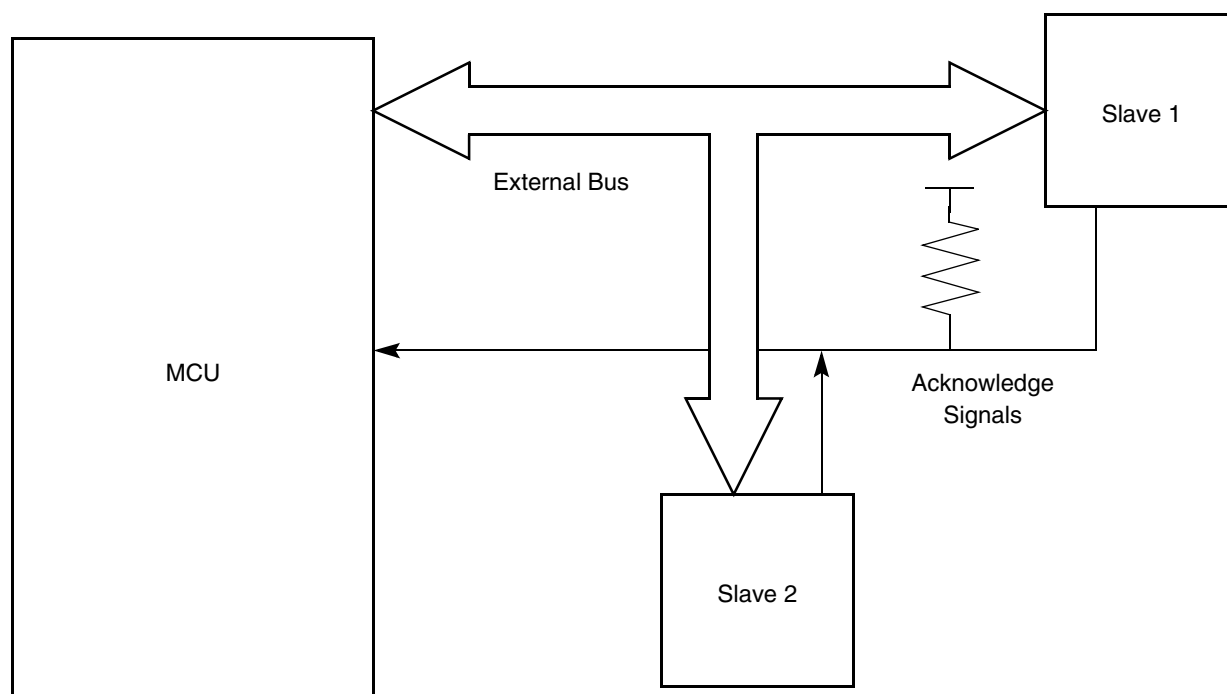 Slave 1
External Bus
MCU
Acknowledge
Signals
Slave 2